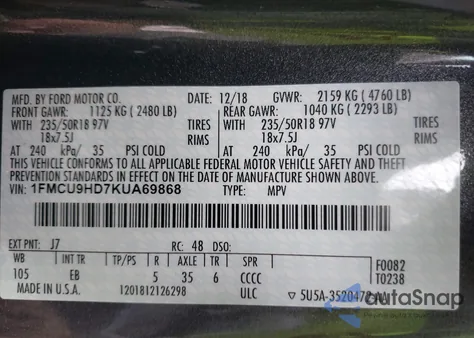 MFD. BY FORD MOTOR CO. DATE: 12/18 GVWR: 2159 KG (4760 LB)
FRONT GAWR: 1125 KG (2480 LB) REAR GAWR: 1040 KG (2293 LB)
WITH 235/50R18 97V TIRES WITH 235/50R18 97V TIRES
18x7.5J RIMS 18x7.5J RIMS
AT 240 kPa/ 35 PSI COLD AT 240 kPa/ 35 PSI COLD
THIS VEHICLE CONFORMS TO ALL APPLICABLE FEDERAL MOTOR VEHICLE SAFETY AND THEFT PREVENTION
STANDARDS IN EFFECT ON THE DATE OF MANUFACTURE SHOWN ABOVE.
VIN: 1FMCU9HD7KUA69868 TYPE: MPV
EXT PNT: J7 RC: 48 DSO:
WB INT TR TP/PS R AXLE TR SPR F0082
105 EB 5 35 6 CCCC T0238
MADE IN U.S.A. 1201812126298 ULC
autoSnap